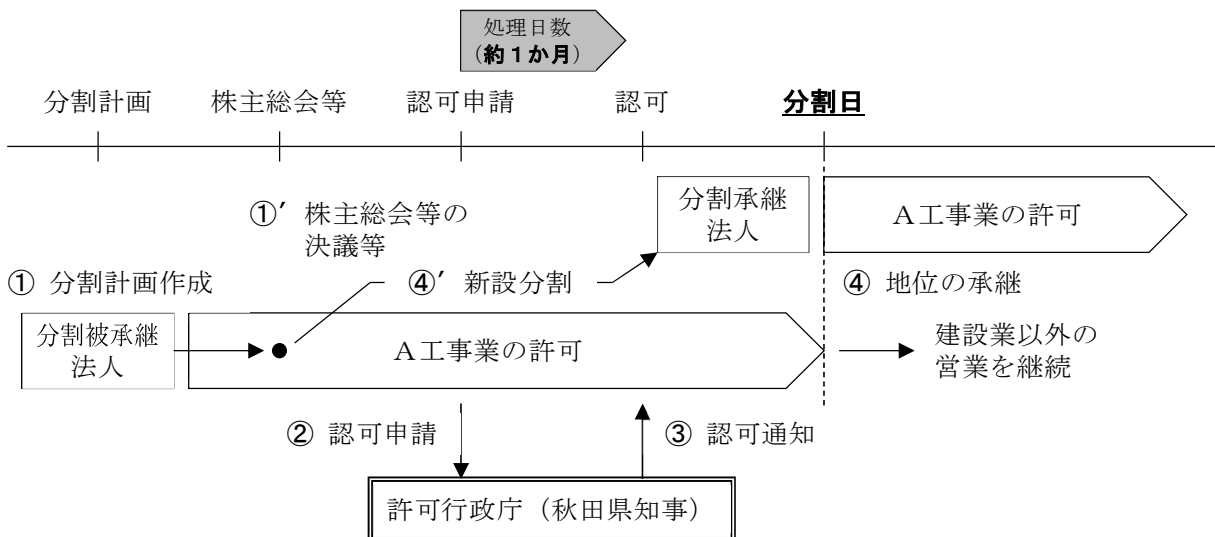 処理日数
(約１か月)
分割計画
株主総会等
認可申請
認可
分割日
①′ 株主総会等の
決議等
分割承継
法人
Ａ工事業の許可
① 分割計画作成
④′ 新設分割
④ 地位の承継
分割被承継
法人
Ａ工事業の許可
建設業以外の
営業を継続
② 認可申請
③ 認可通知
許可行政庁（秋田県知事）